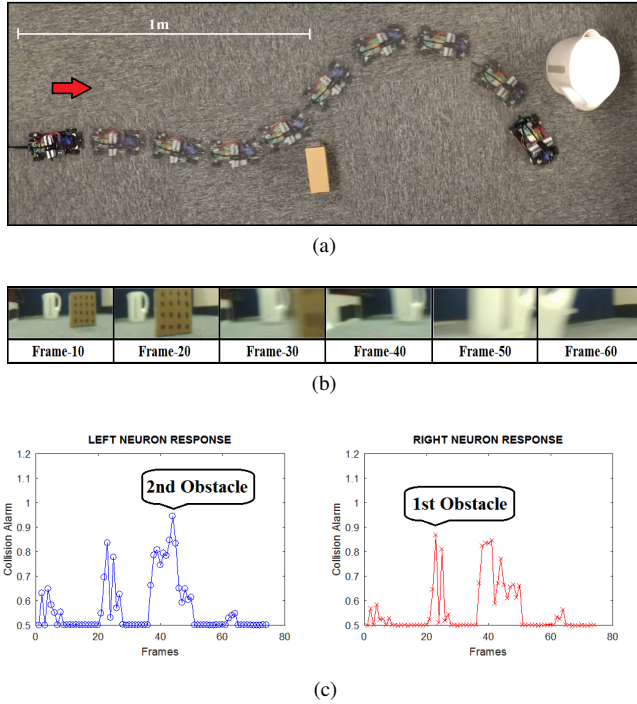 1m
(a)
Frame-10 Frame-20 Frame-30 Frame-40 Frame-50 Frame-60
(b)
LEFT NEURON RESPONSE
1.2
1.1
1
0.9
0.8
0.7
0.6
0.5
0 20 40 60 80
Collision Alarm
Frames
2nd Obstacle
RIGHT NEURON RESPONSE
1.2
1.1
1
0.9
0.8
0.7
0.6
0.5
0 20 40 60 80
Collision Alarm
Frames
1st Obstacle
(c)